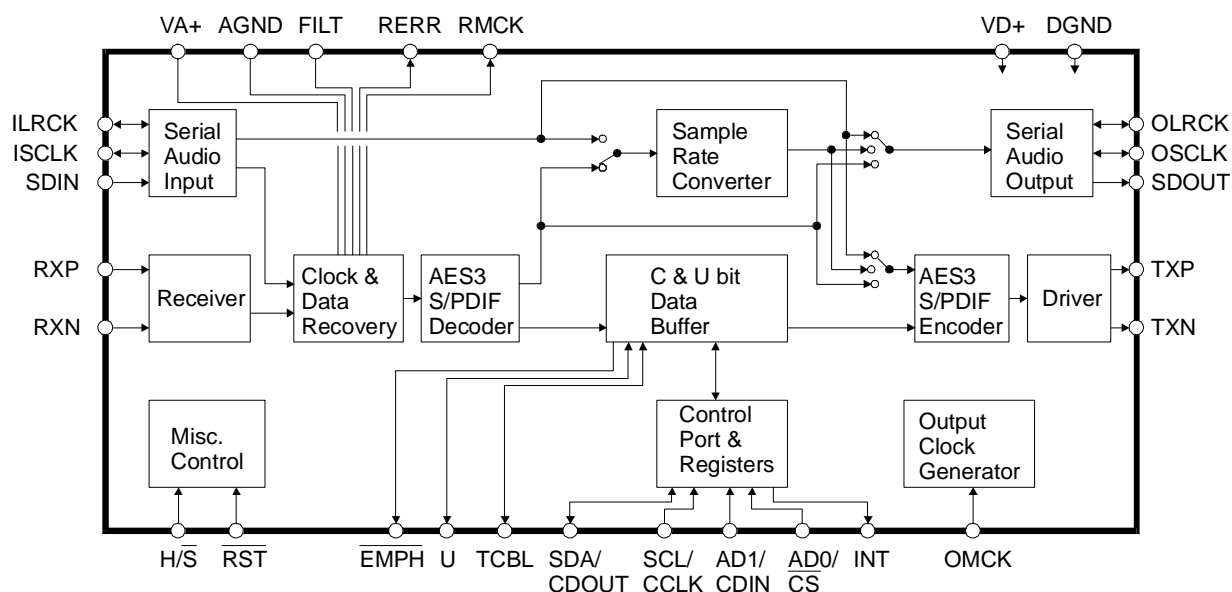 VA+ AGND FILT RERR RMCK VD+ DGND
ILRCK
ISCLK
SDIN
Serial
Audio
Input
Sample
Rate
Converter
Serial
Audio
Output
OLRCK
OSCLK
SDOUT
RXP
RXN
Receiver
Clock &
Data
Recovery
AES3
S/PDIF
Decoder
C & U bit
Data
Buffer
AES3
S/PDIF
Encoder
Driver
TXP
TXN
Misc.
Control
Control
Port &
Registers
Output
Clock
Generator
H/S̅
R̅S̅T̅
E̅M̅P̅H̅
U
TCBL
SDA/
CDOUT
SCL/
CCLK
AD1/
CDIN
AD0/
C̅S̅
INT
OMCK